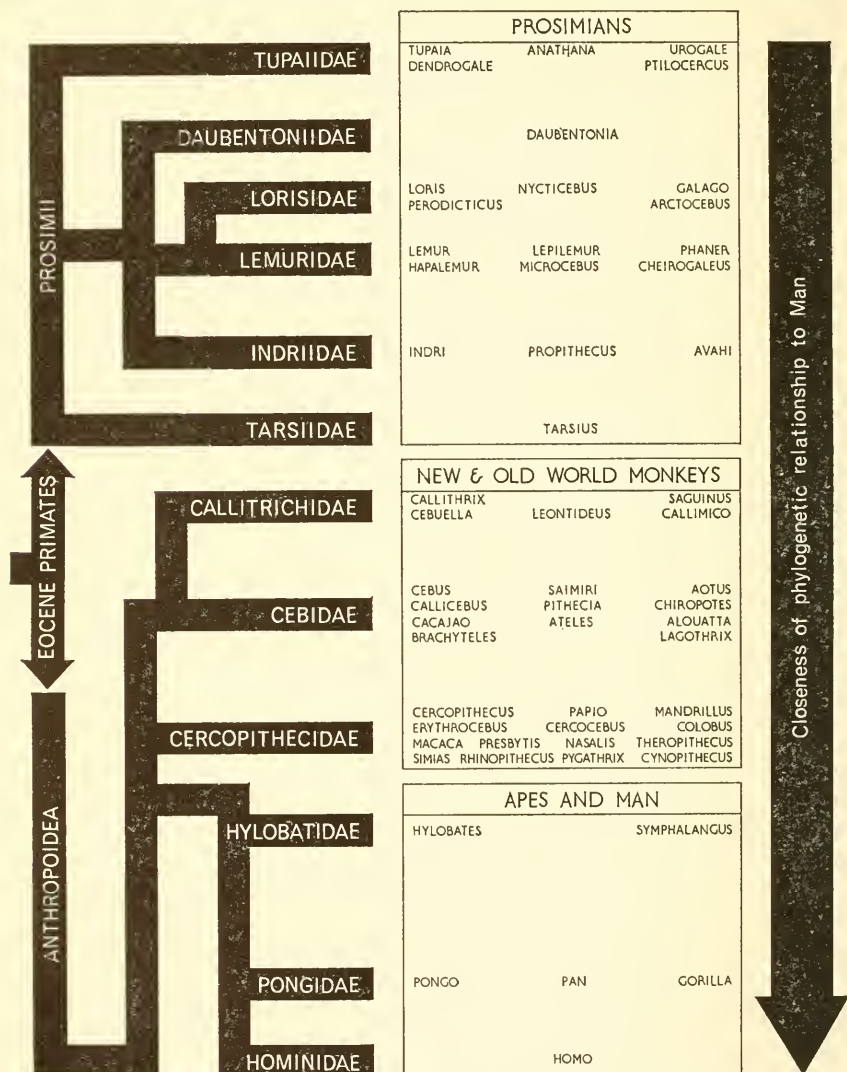 PROSIMII
EOCENE PRIMATES
ANTHROPOIDEA
TUPAIIDAE
DAUBENTONIIDAE
LORISIDAE
LEMURIDAE
INDRIIDAE
TARSIIDAE
CALLITRICHIDAE
CEBIDAE
CERCOPITHECIDAE
HYLOBATIDAE
PONGIDAE
HOMINIDAE
PROSIMIANS
TUPAIA ANATHANA UROGALE
DENDROGALE PTILOCERCUS
DAUBENTONIA
LORIS NYCTICEBUS GALAGO
PERODICTICUS ARCTOCEBUS
LEMUR LEPILEMUR PHANER
HAPALEMUR MICROCEBUS CHEIROGALEUS
INDRI PROPITHECUS AVAHI
TARSIUS
NEW & OLD WORLD MONKEYS
CALLITHRIX SAGUINUS
CEBUELLA LEONTIDEUS CALLIMICO
CEBUS SAIMIRI AOTUS
CALLICEBUS PITHECIA CHIROPOTES
CACAJAO ATELES ALOUATTA
BRACHYTELES LAGOTHRIX
CERCOPITHECUS PAPIO MANDRILLUS
ERYTHROCEBUS CERCOCEBUS COLOBUS
MACACA PRESBYTIS NASALIS THEROPITHECUS
SIMIAS RHINOPITHECUS PYGATHRIX CYNOPITHECUS
APES AND MAN
HYLOBATES SYMPHALANGUS
PONGO PAN GORILLA
HOMO
Closeness of phylogenetic relationship to Man